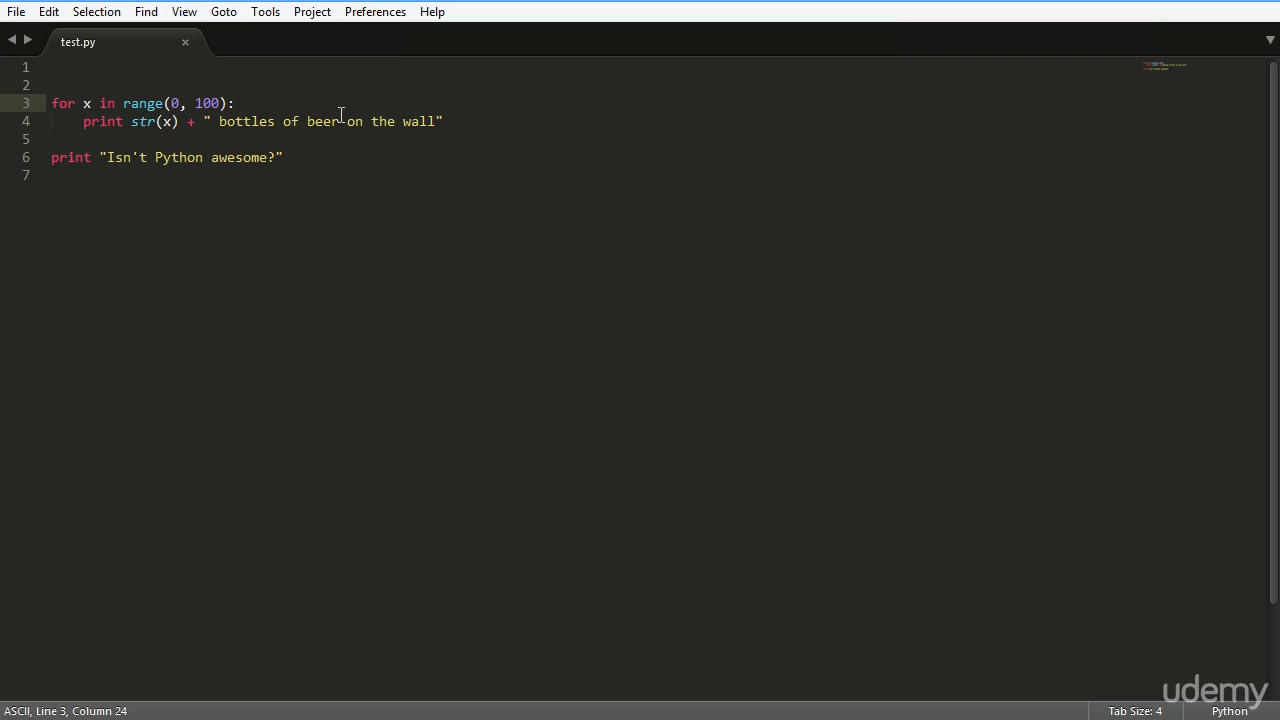 File Edit Selection Find View Goto Tools Project Preferences Help
test.py
1
2
3 for x in range(0, 100):
4 print str(x) + " bottles of beer on the wall"
5
6 print "Isn't Python awesome?"
7
udemy
ASCII, Line 3, Column 24 Tab Size: 4 Python